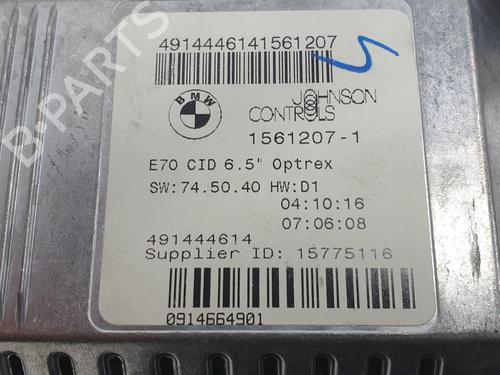 4914446141561207
5
BMW
JOHNSON
CONTROLS
1561207-1
E70 CID 6.5" Optrex
SW:74.50.40 HW:D1
04:10:16
07:06:08
491444614
Supplier ID: 15775116
0914664901